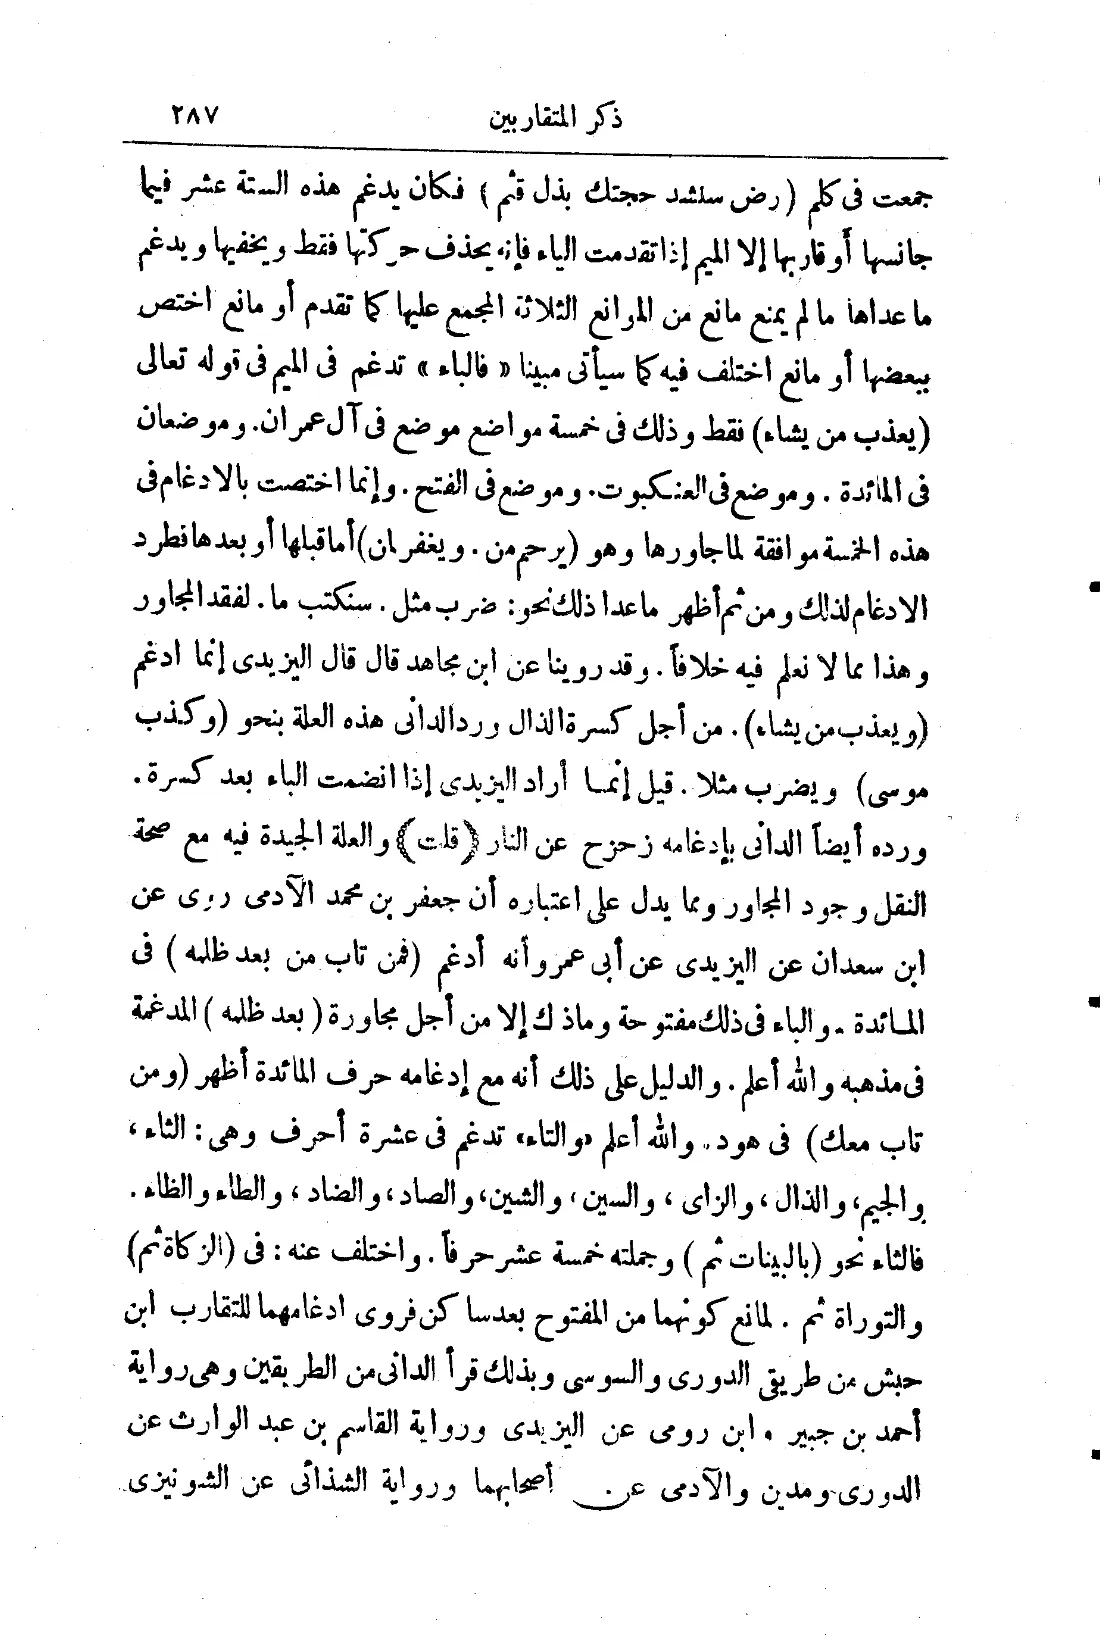 ذكر المتقاربين ٢٨٧
جمعت فى كلم (رض سنشد حجتك بذل قثم) فكان يدغم هذه الستة عشر فيما
جانسها أو قاربها إلا الميم إذا تقدمت الياء فإنه يحذف حركتها فقط ويخفيها ويدغم
ما عداها ما لم يمنع مانع من الموانع الثلاثة المجمع عليها كما تقدم أو مانع اختص
ببعضها أو مانع اختلف فيه كما سيأتى مبينا « فالباء » تدغم فى الميم فى قوله تعالى
(يعذب من يشاء) فقط وذلك فى خمسة مواضع موضع فى آل عمران. وموضعان
فى المائدة . وموضع فى العنكبوت. وموضع فى الفتح. وإنما اختصت بالادغام فى
هذه الخمسة موافقة لما جاورها وهو (يرحم من . ويغفر لمن) أما قبلها أو بعدها فطرد
الادغام لذلك ومن ثم أظهر ما عدا ذلك نحو: ضرب مثل . سنكتب ما. لفقد المجاور
وهذا مما لا نعلم فيه خلافاً . وقد روينا عن ابن مجاهد قال قال اليزيدى إنما ادغم
(ويعذب من يشاء). من أجل كسرة الذال ورد الدانى هذه العلة بنحو (وكذب
موسى) ويضرب مثلا . قيل إنما أراد اليزيدى إذا انضمت الباء بعد كسرة .
ورده أيضاً الدانى بإدغامه زحزح عن النار (قلت) والعلة الجيدة فيه مع صحة
النقل وجود المجاور ومما يدل على اعتباره أن جعفر بن محمد الآدمى روى عن
ابن سعدان عن اليزيدى عن أبى عمرو أنه أدغم (فمن تاب من بعد ظلمه) فى
المائدة . والباء فى ذلك مفتوحة وماذك إلا من أجل مجاورة (بعد ظلمه) المدغمة
فى مذهبه والله أعلم . والدليل على ذلك أنه مع إدغامه حرف المائدة أظهر (ومن
تاب معك) فى هود . والله أعلم «والتاء» تدغم فى عشرة أحرف وهى: الثاء ،
والجيم، والذال ، والزاى ، والسين ، والشين، والصاد ، والضاد ، والطاء والظاء .
فالثاء نحو (بالبينات ثم) وجملته خمسة عشر حرفاً . واختلف عنه : فى (الزكاة ثم)
والتوراة ثم . لمانع كونهما من المفتوح بعد ساكن فروى ادغامهما للتقارب ابن
حبش من طريقى الدورى والسوسى وبذلك قرأ الدانى من الطريقين وهى رواية
أحمد بن جبير وابن رومى عن اليزيدى ورواية القاسم بن عبد الوارث عن
الدورى ومدين والآدمى عن أصحابهما ورواية الشذائى عن الشونيزى